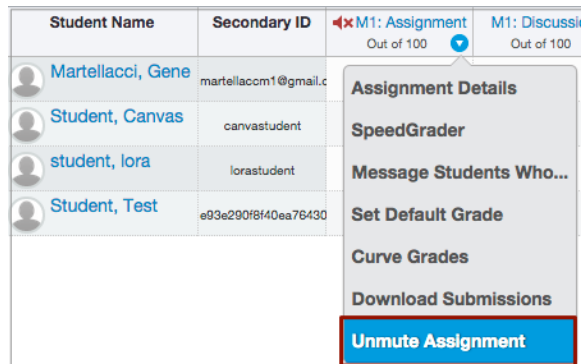 Student Name Secondary ID M1: Assignment M1: Discussi
Out of 100 Out of 100
Martellacci, Gene martellaccm1@gmail.c
Student, Canvas canvastudent
student, lora lorastudent
Student, Test e93e290f8f40ea76430
Assignment Details
SpeedGrader
Message Students Who...
Set Default Grade
Curve Grades
Download Submissions
Unmute Assignment